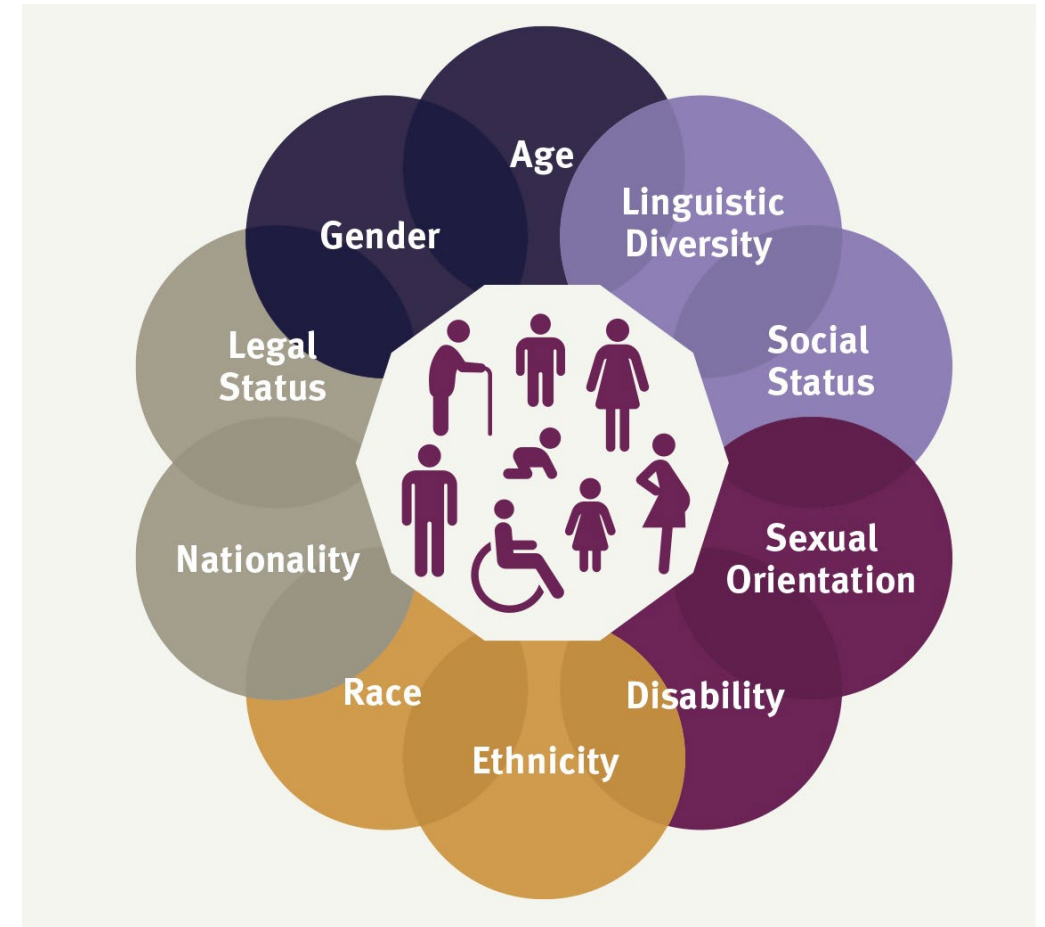 Age
Linguistic
Diversity
Gender
Social
Status
Legal
Status
Sexual
Orientation
Nationality
Race
Disability
Ethnicity